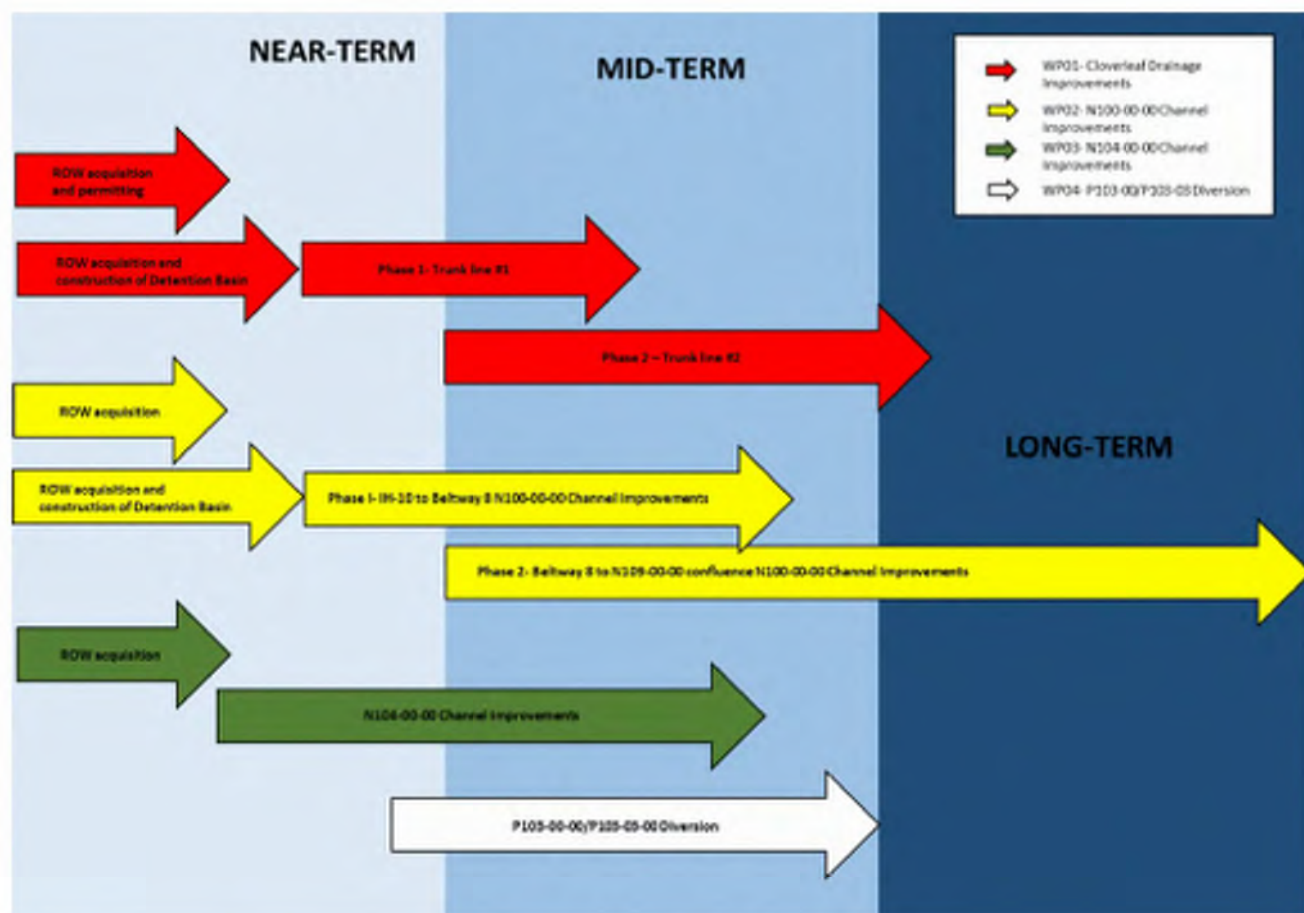 NEAR-TERM
MID-TERM
WP01- Cloverleaf Drainage
Improvements
WP02- N100-00-00 Channel
Improvements
WP03- N104-00-00 Channel
Improvements
WP04- P103-00/P103-03 Diversion
ROW acquisition
and permitting
ROW acquisition and
construction of Detention Basin
Phase 1- Trunk line #1
Phase 2 – Trunk line #2
ROW acquisition
LONG-TERM
ROW acquisition and
construction of Detention Basin
Phase I- IH-10 to Beltway 8 N100-00-00 Channel Improvements
Phase 2- Beltway 8 to N109-00-00 confluence N100-00-00 Channel Improvements
ROW acquisition
N104-00-00 Channel Improvements
P103-00-00/P103-03-00 Diversion